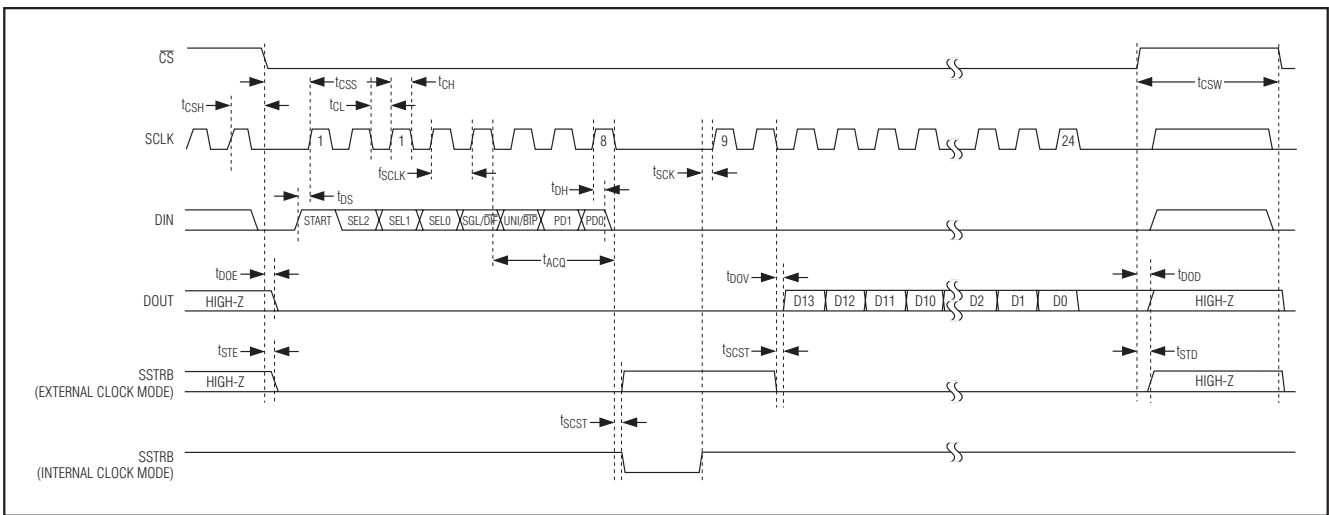 CS
tCSS
tCH
tCSW
tCSH
tCL
SCLK
1
1
8
9
24
fSCLK
tSCK
tDH
tDS
DIN
START
SEL2
SEL1
SEL0
SGL/DIF
UNI/BIP
PD1
PD0
tACQ
tDOE
tDOV
tDOD
DOUT
HIGH-Z
D13
D12
D11
D10
D2
D1
D0
HIGH-Z
tSTE
tSCST
tSTD
SSTRB
(EXTERNAL CLOCK MODE)
HIGH-Z
HIGH-Z
tSCST
SSTRB
(INTERNAL CLOCK MODE)